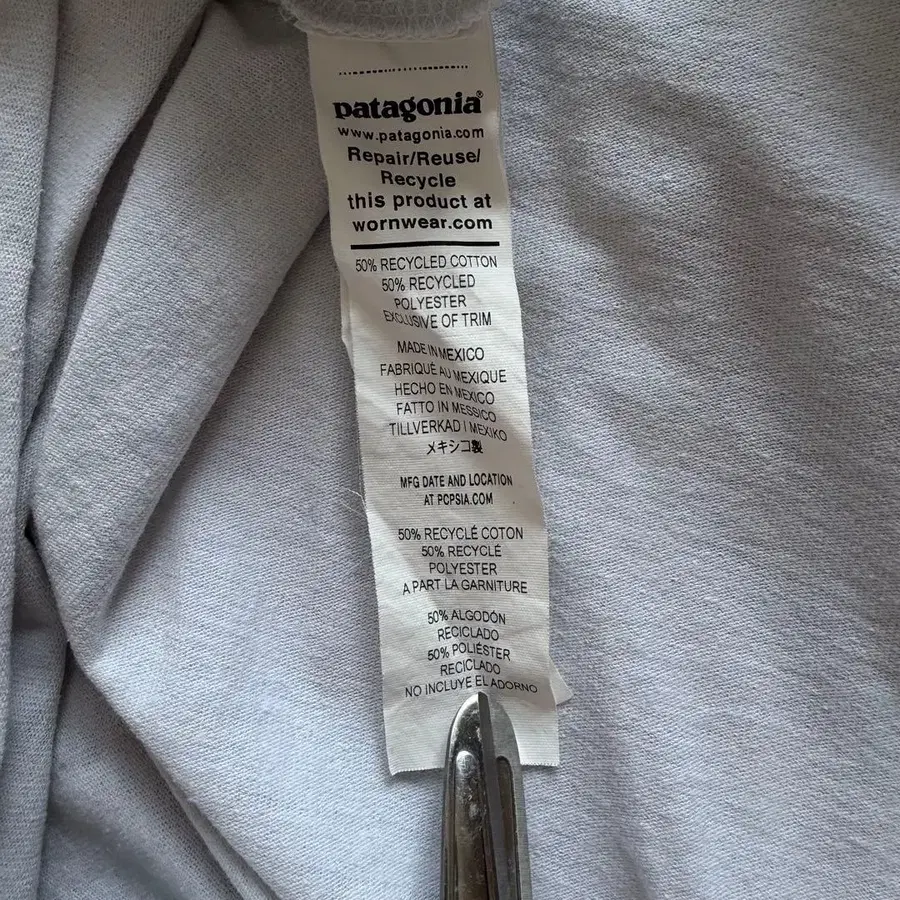 patagonia®
www.patagonia.com
Repair/Reuse/
Recycle
this product at
wornwear.com
50% RECYCLED COTTON
50% RECYCLED
POLYESTER
EXCLUSIVE OF TRIM
MADE IN MEXICO
FABRIQUÉ AU MEXIQUE
HECHO EN MEXICO
FATTO IN MESSICO
TILLVERKAD I MEXIKO
メキシコ製
MFG DATE AND LOCATION
AT PCPSIA.COM
50% RECYCLÉ COTON
50% RECYCLÉ
POLYESTER
A PART LA GARNITURE
50% ALGODÓN
RECICLADO
50% POLIÉSTER
RECICLADO
NO INCLUYE EL ADORNO